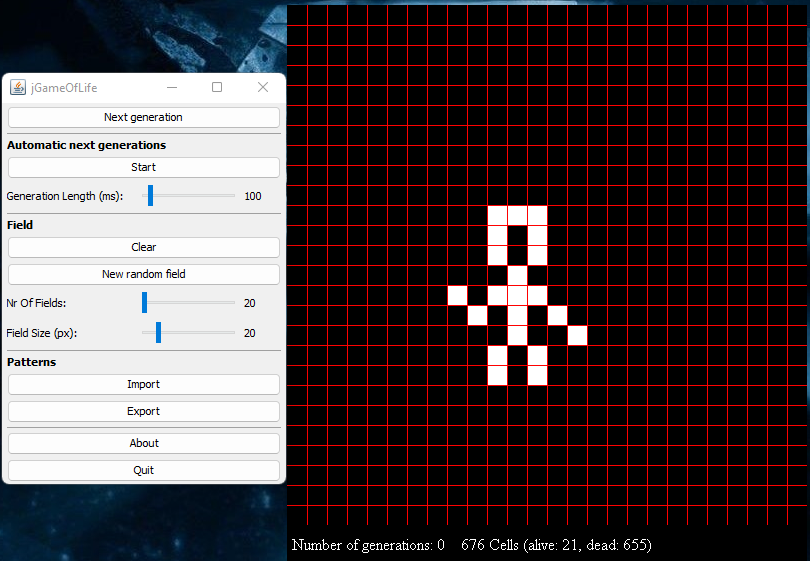 jGameOfLife
Next generation
Automatic next generations
Start
Generation Length (ms): 100
Field
Clear
New random field
Nr Of Fields: 20
Field Size (px): 20
Patterns
Import
Export
About
Quit
Number of generations: 0 676 Cells (alive: 21, dead: 655)